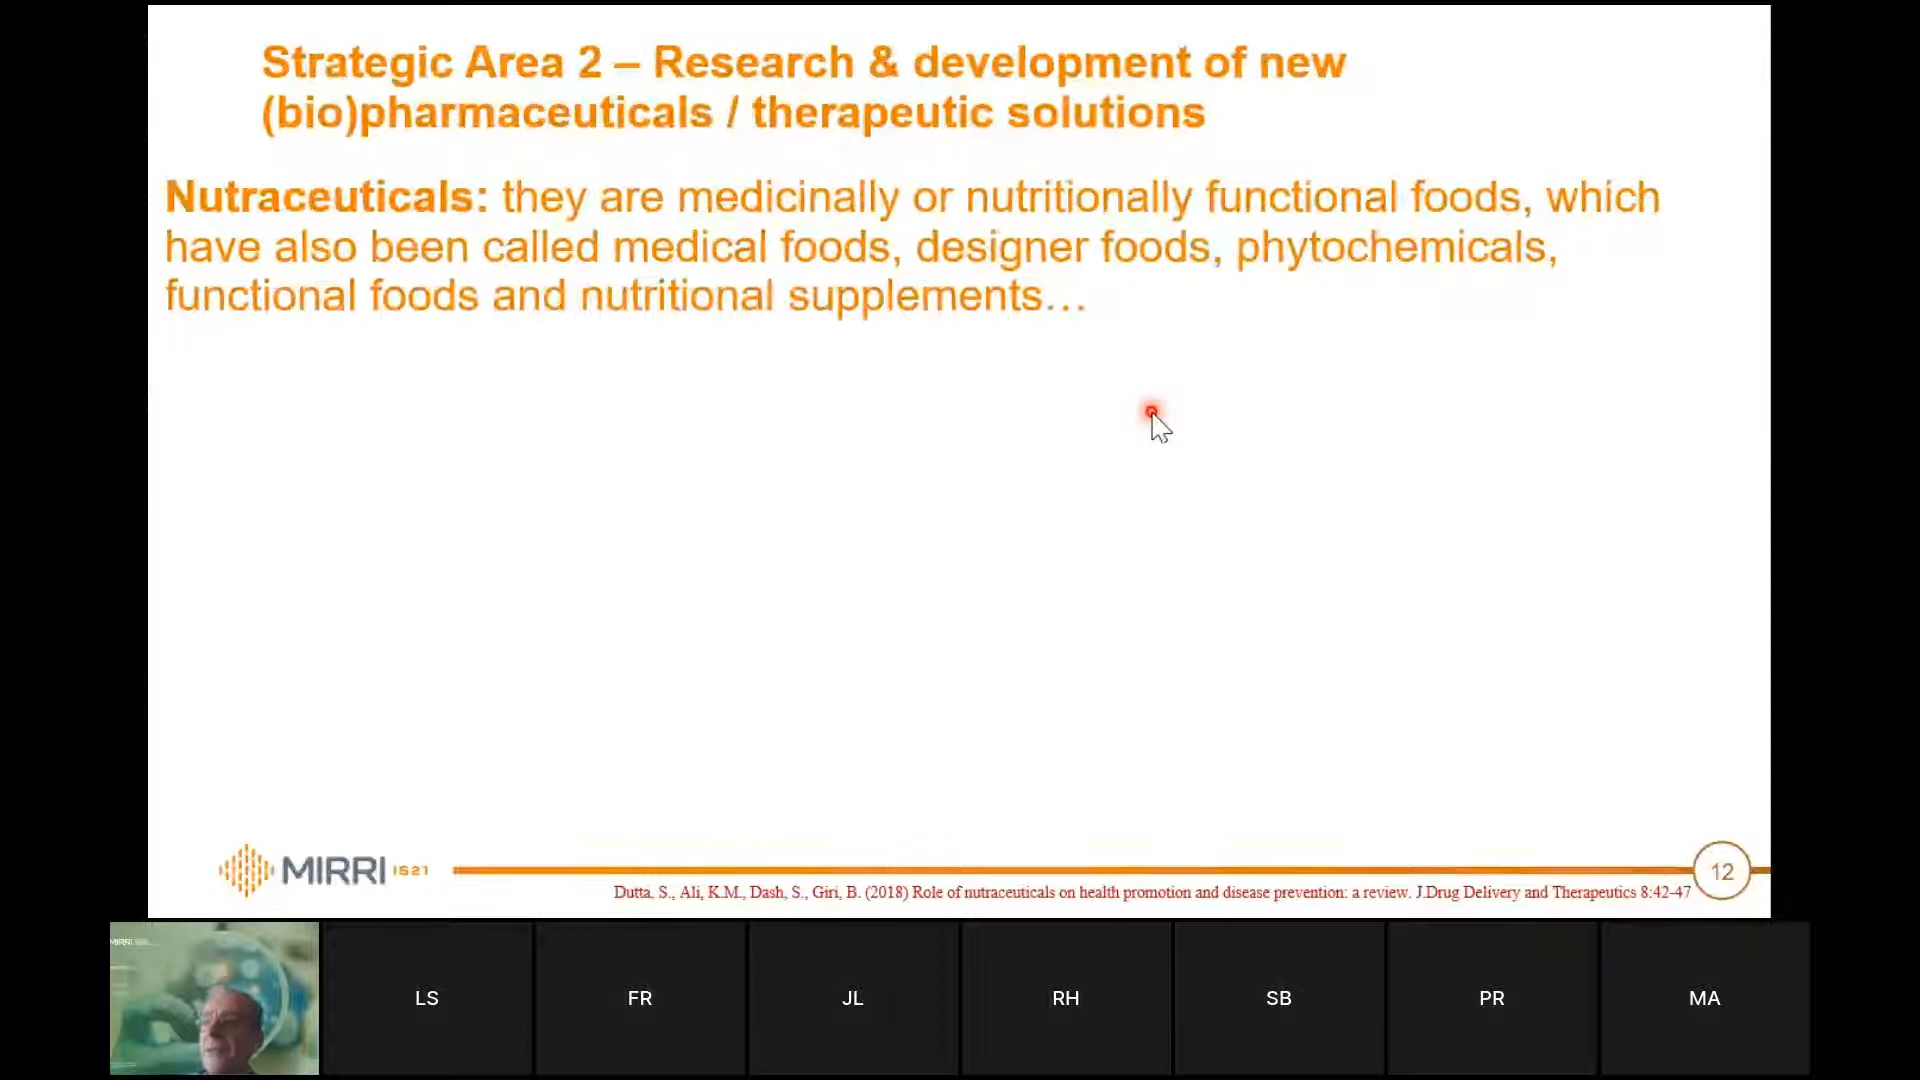 Strategic Area 2 – Research & development of new
(bio)pharmaceuticals / therapeutic solutions
Nutraceuticals: they are medicinally or nutritionally functional foods, which
have also been called medical foods, designer foods, phytochemicals,
functional foods and nutritional supplements…
MIRRI IS21
12
Dutta, S., Ali, K.M., Dash, S., Giri, B. (2018) Role of nutraceuticals on health promotion and disease prevention: a review. J.Drug Delivery and Therapeutics 8:42-47
MIRRI
LS
FR
JL
RH
SB
PR
MA